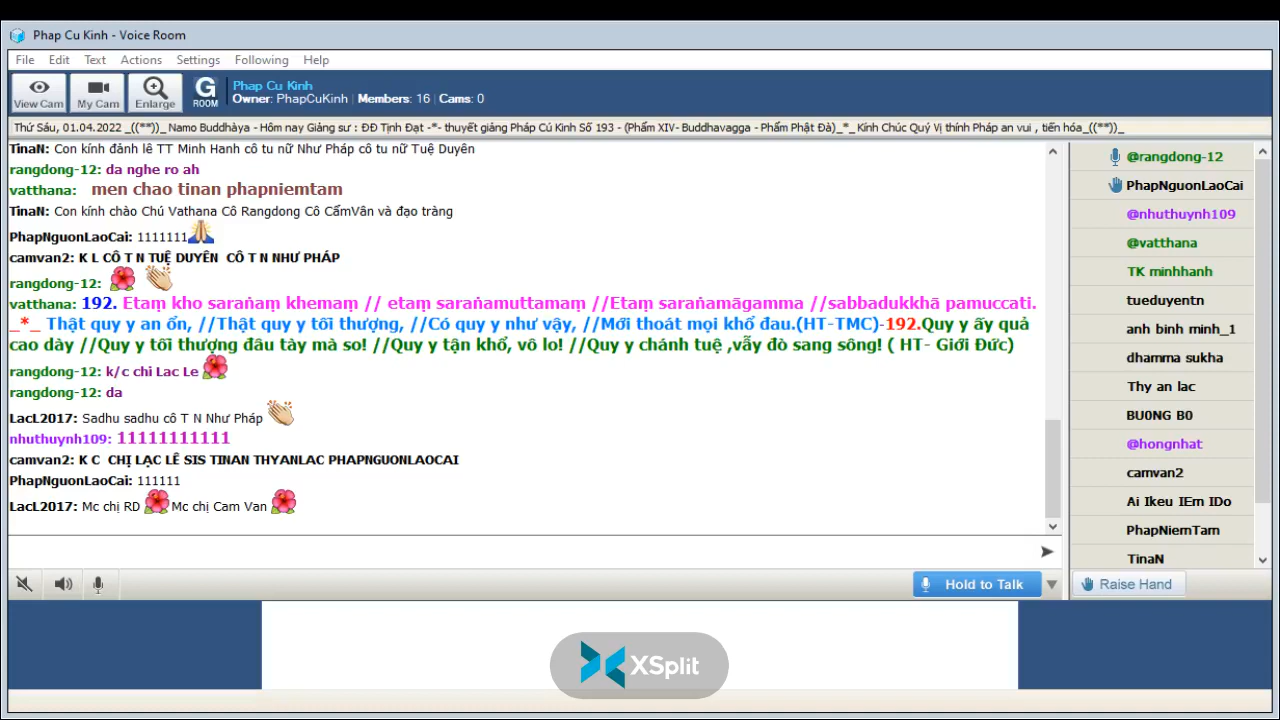 Phap Cu Kinh - Voice Room
File Edit Text Actions Settings Following Help
View Cam My Cam Enlarge G ROOM
Phap Cu Kinh
Owner: PhapCuKinh | Members: 16 | Cams: 0
Thứ Sáu, 01.04.2022 _((**))_ Namo Buddhàya - Hôm nay Giảng sư : ĐĐ Tịnh Đạt -*- thuyết giảng Pháp Cú Kinh Số 193 - (Phẩm XIV- Buddhavagga - Phẩm Phật Đà)_*_ Kính Chúc Quý Vị thính Pháp an vui , tiến hóa_((**))_
TinaN: Con kính đảnh lê TT Minh Hanh cô tu nữ Như Pháp cô tu nữ Tuệ Duyên
rangdong-12: da nghe ro ah
vatthana: men chao tinan phapniemtam
TinaN: Con kính chào Chú Vathana Cô Rangdong Cô CẩmVân và đạo tràng
PhapNguonLaoCai: 1111111
camvan2: K L CÔ T N TUỆ DUYÊN CÔ T N NHƯ PHÁP
rangdong-12:
vatthana: 192. Etaṃ kho saraṅaṃ khemaṃ // etaṃ saraṅamuttamaṃ //Etaṃ saraṅamāgamma //sabbadukkhā pamuccati.
_*_ Thật quy y an ổn, //Thật quy y tối thượng, //Có quy y như vậy, //Mới thoát mọi khổ đau.(HT-TMC)-192.Quy y ấy quả
cao dày //Quy y tối thượng đâu tày mà so! //Quy y tận khổ, vô lo! //Quy y chánh tuệ ,vẫy đò sang sông! ( HT- Giới Đức)
rangdong-12: k/c chi Lac Le
rangdong-12: da
LacL2017: Sadhu sadhu cô T N Như Pháp
nhuthuynh109: 11111111111
camvan2: K C CHỊ LẠC LÊ SIS TINAN THYANLAC PHAPNGUONLAOCAI
PhapNguonLaoCai: 111111
LacL2017: Mc chị RD Mc chị Cam Van
@rangdong-12
PhapNguonLaoCai
@nhuthuynh109
@vatthana
TK minhhanh
tueduyentn
anh binh minh_1
dhamma sukha
Thy an lac
BU0NG B0
@hongnhat
camvan2
Ai Ikeu IEm IDo
PhapNiemTam
TinaN
Hold to Talk
Raise Hand
XSplit